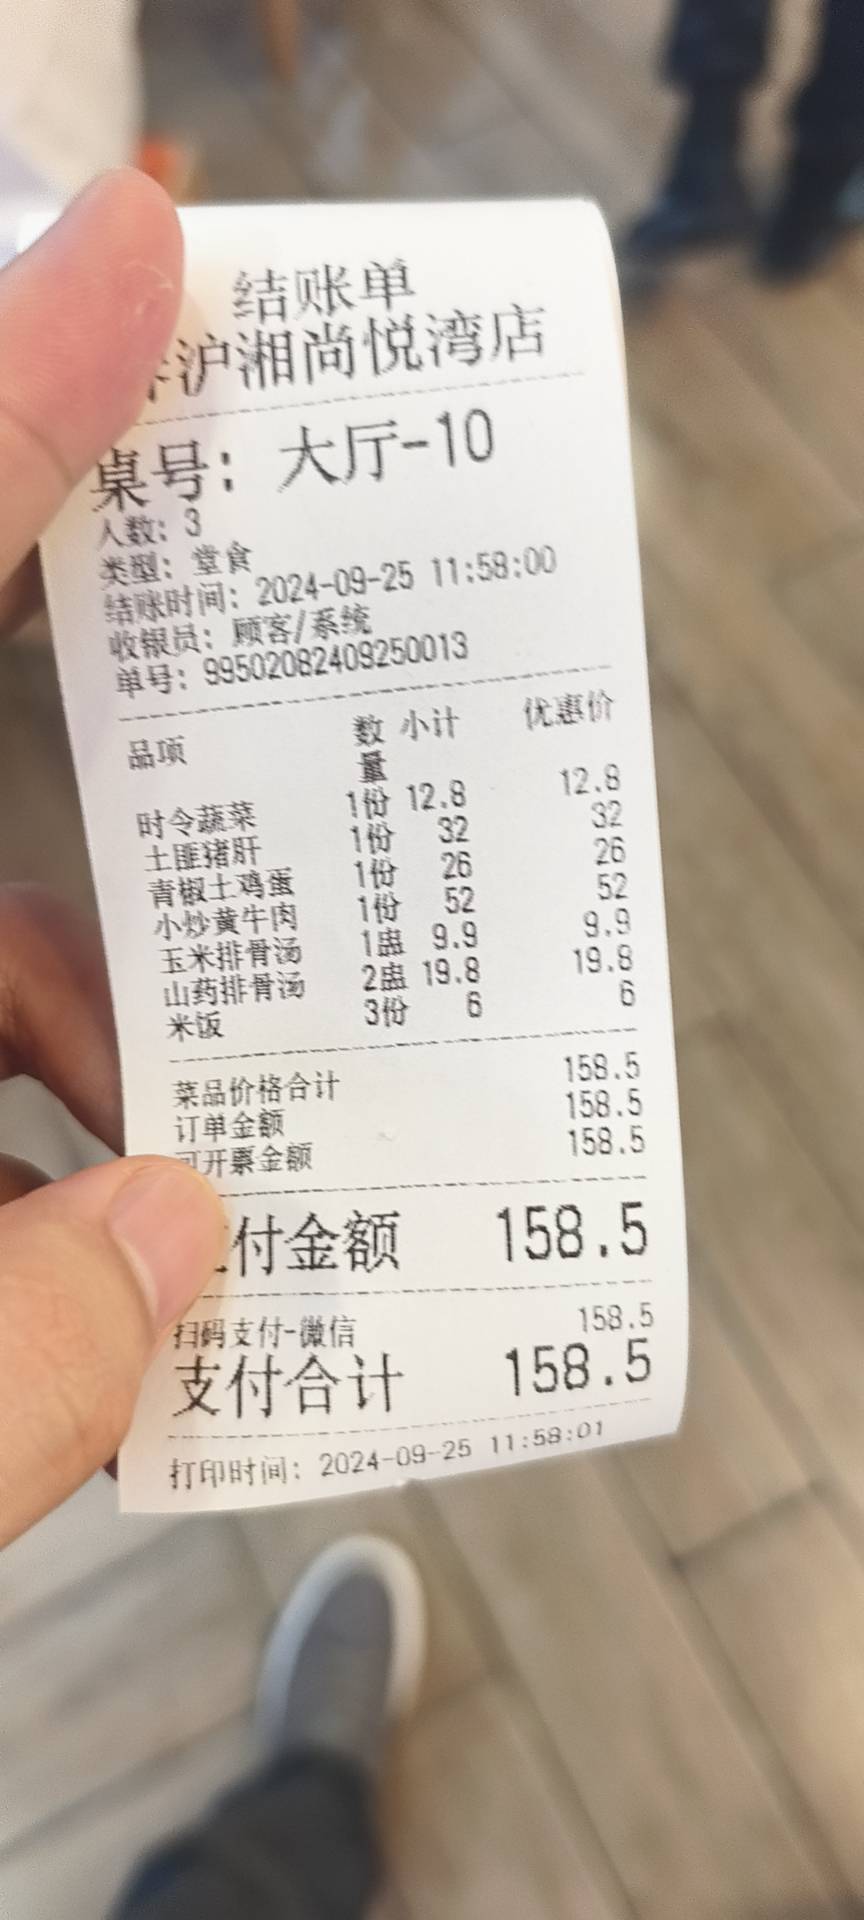 结账单
沪湘尚悦湾店
桌号: 大厅-10
人数: 3
类型: 堂食
结账时间: 2024-09-25 11:58:00
收银员: 顾客/系统
单号: 99502082409250013
品项 数量 小计 优惠价
时令蔬菜 1份 12.8 12.8
土匪猪肝 1份 32 32
青椒土鸡蛋 1份 26 26
小炒黄牛肉 1份 52 52
玉米排骨汤 1盅 9.9 9.9
山药排骨汤 2盅 19.8 19.8
米饭 3份 6 6
菜品价格合计 158.5
订单金额 158.5
可开票金额 158.5
付金额 158.5
扫码支付-微信 158.5
支付合计 158.5
打印时间: 2024-09-25 11:58:01